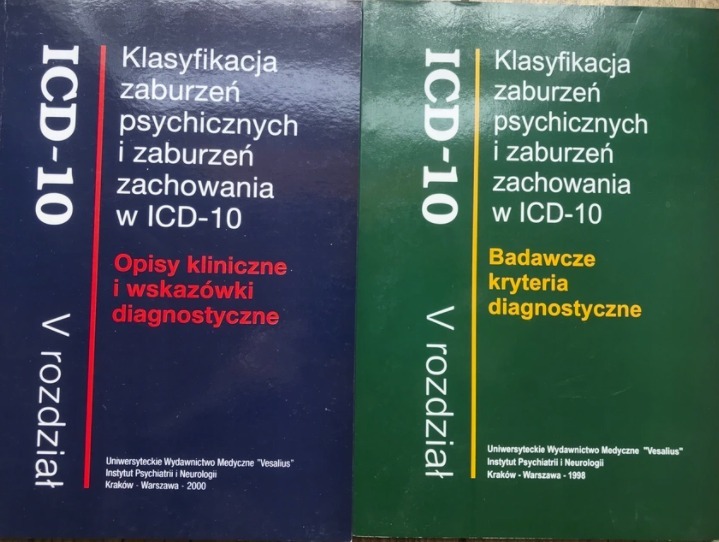 ICD-10
V rozdział
Klasyfikacja
zaburzeń
psychicznych
i zaburzeń
zachowania
w ICD-10
Opisy kliniczne
i wskazówki
diagnostyczne
Uniwersyteckie Wydawnictwo Medyczne "Vesalius"
Instytut Psychiatrii i Neurologii
Kraków - Warszawa - 2000
ICD-10
V rozdział
Klasyfikacja
zaburzeń
psychicznych
i zaburzeń
zachowania
w ICD-10
Badawcze
kryteria
diagnostyczne
Uniwersyteckie Wydawnictwo Medyczne "Vesalius"
Instytut Psychiatrii i Neurologii
Kraków - Warszawa - 1998